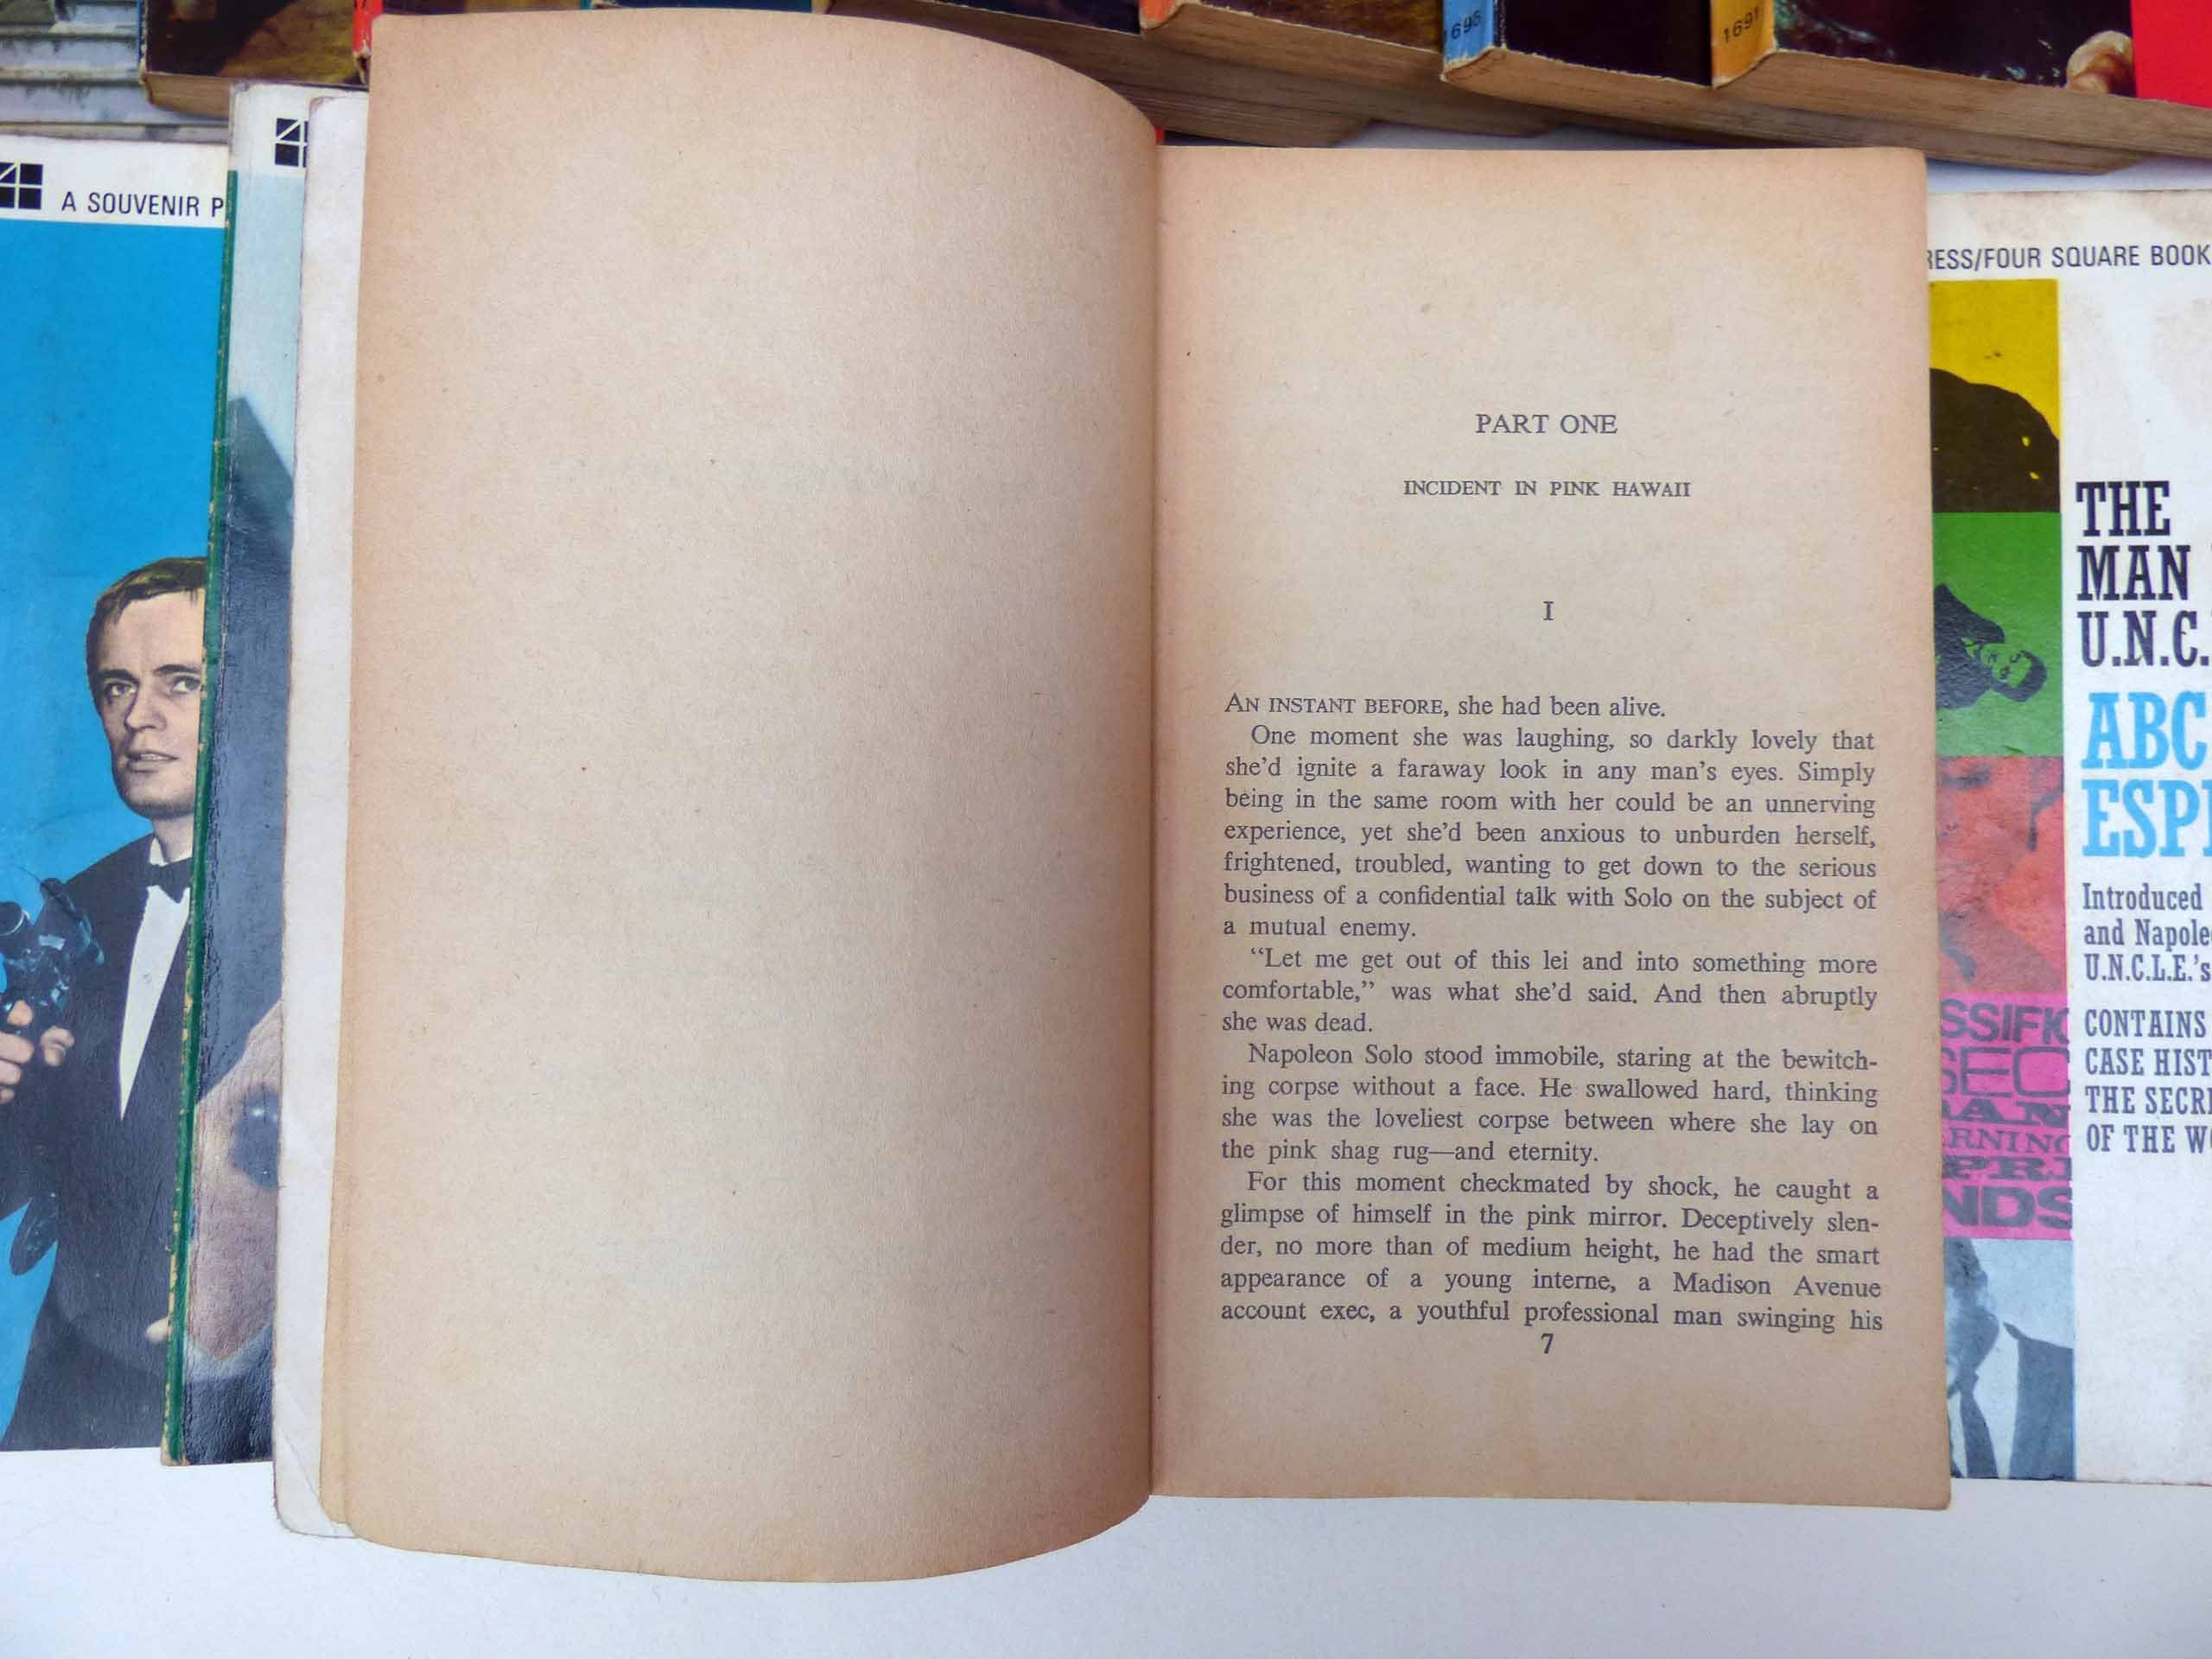 1696
1691
A SOUVENIR P
RESS/FOUR SQUARE BOOK
PART ONE
INCIDENT IN PINK HAWAII
I
AN INSTANT BEFORE, she had been alive.
One moment she was laughing, so darkly lovely that
she'd ignite a faraway look in any man's eyes. Simply
being in the same room with her could be an unnerving
experience, yet she'd been anxious to unburden herself,
frightened, troubled, wanting to get down to the serious
business of a confidential talk with Solo on the subject of
a mutual enemy.
“Let me get out of this lei and into something more
comfortable,” was what she'd said. And then abruptly
she was dead.
Napoleon Solo stood immobile, staring at the bewitch-
ing corpse without a face. He swallowed hard, thinking
she was the loveliest corpse between where she lay on
the pink shag rug—and eternity.
For this moment checkmated by shock, he caught a
glimpse of himself in the pink mirror. Deceptively slen-
der, no more than of medium height, he had the smart
appearance of a young interne, a Madison Avenue
account exec, a youthful professional man swinging his
7
THE
MAN
U.N.C.
ABC
ESPI
Introduced
and Napole
U.N.C.L.E.'s
CONTAINS
CASE HIST
THE SECRE
OF THE W
SSIFK
SEC
RNING
PRI
NDS